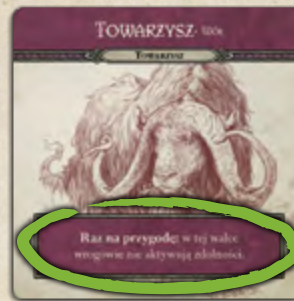 TOWARZYSZ: Wół
Towarzysz
Raz na przygodę: w tej walce
wrogowie nie aktywują zdolności.